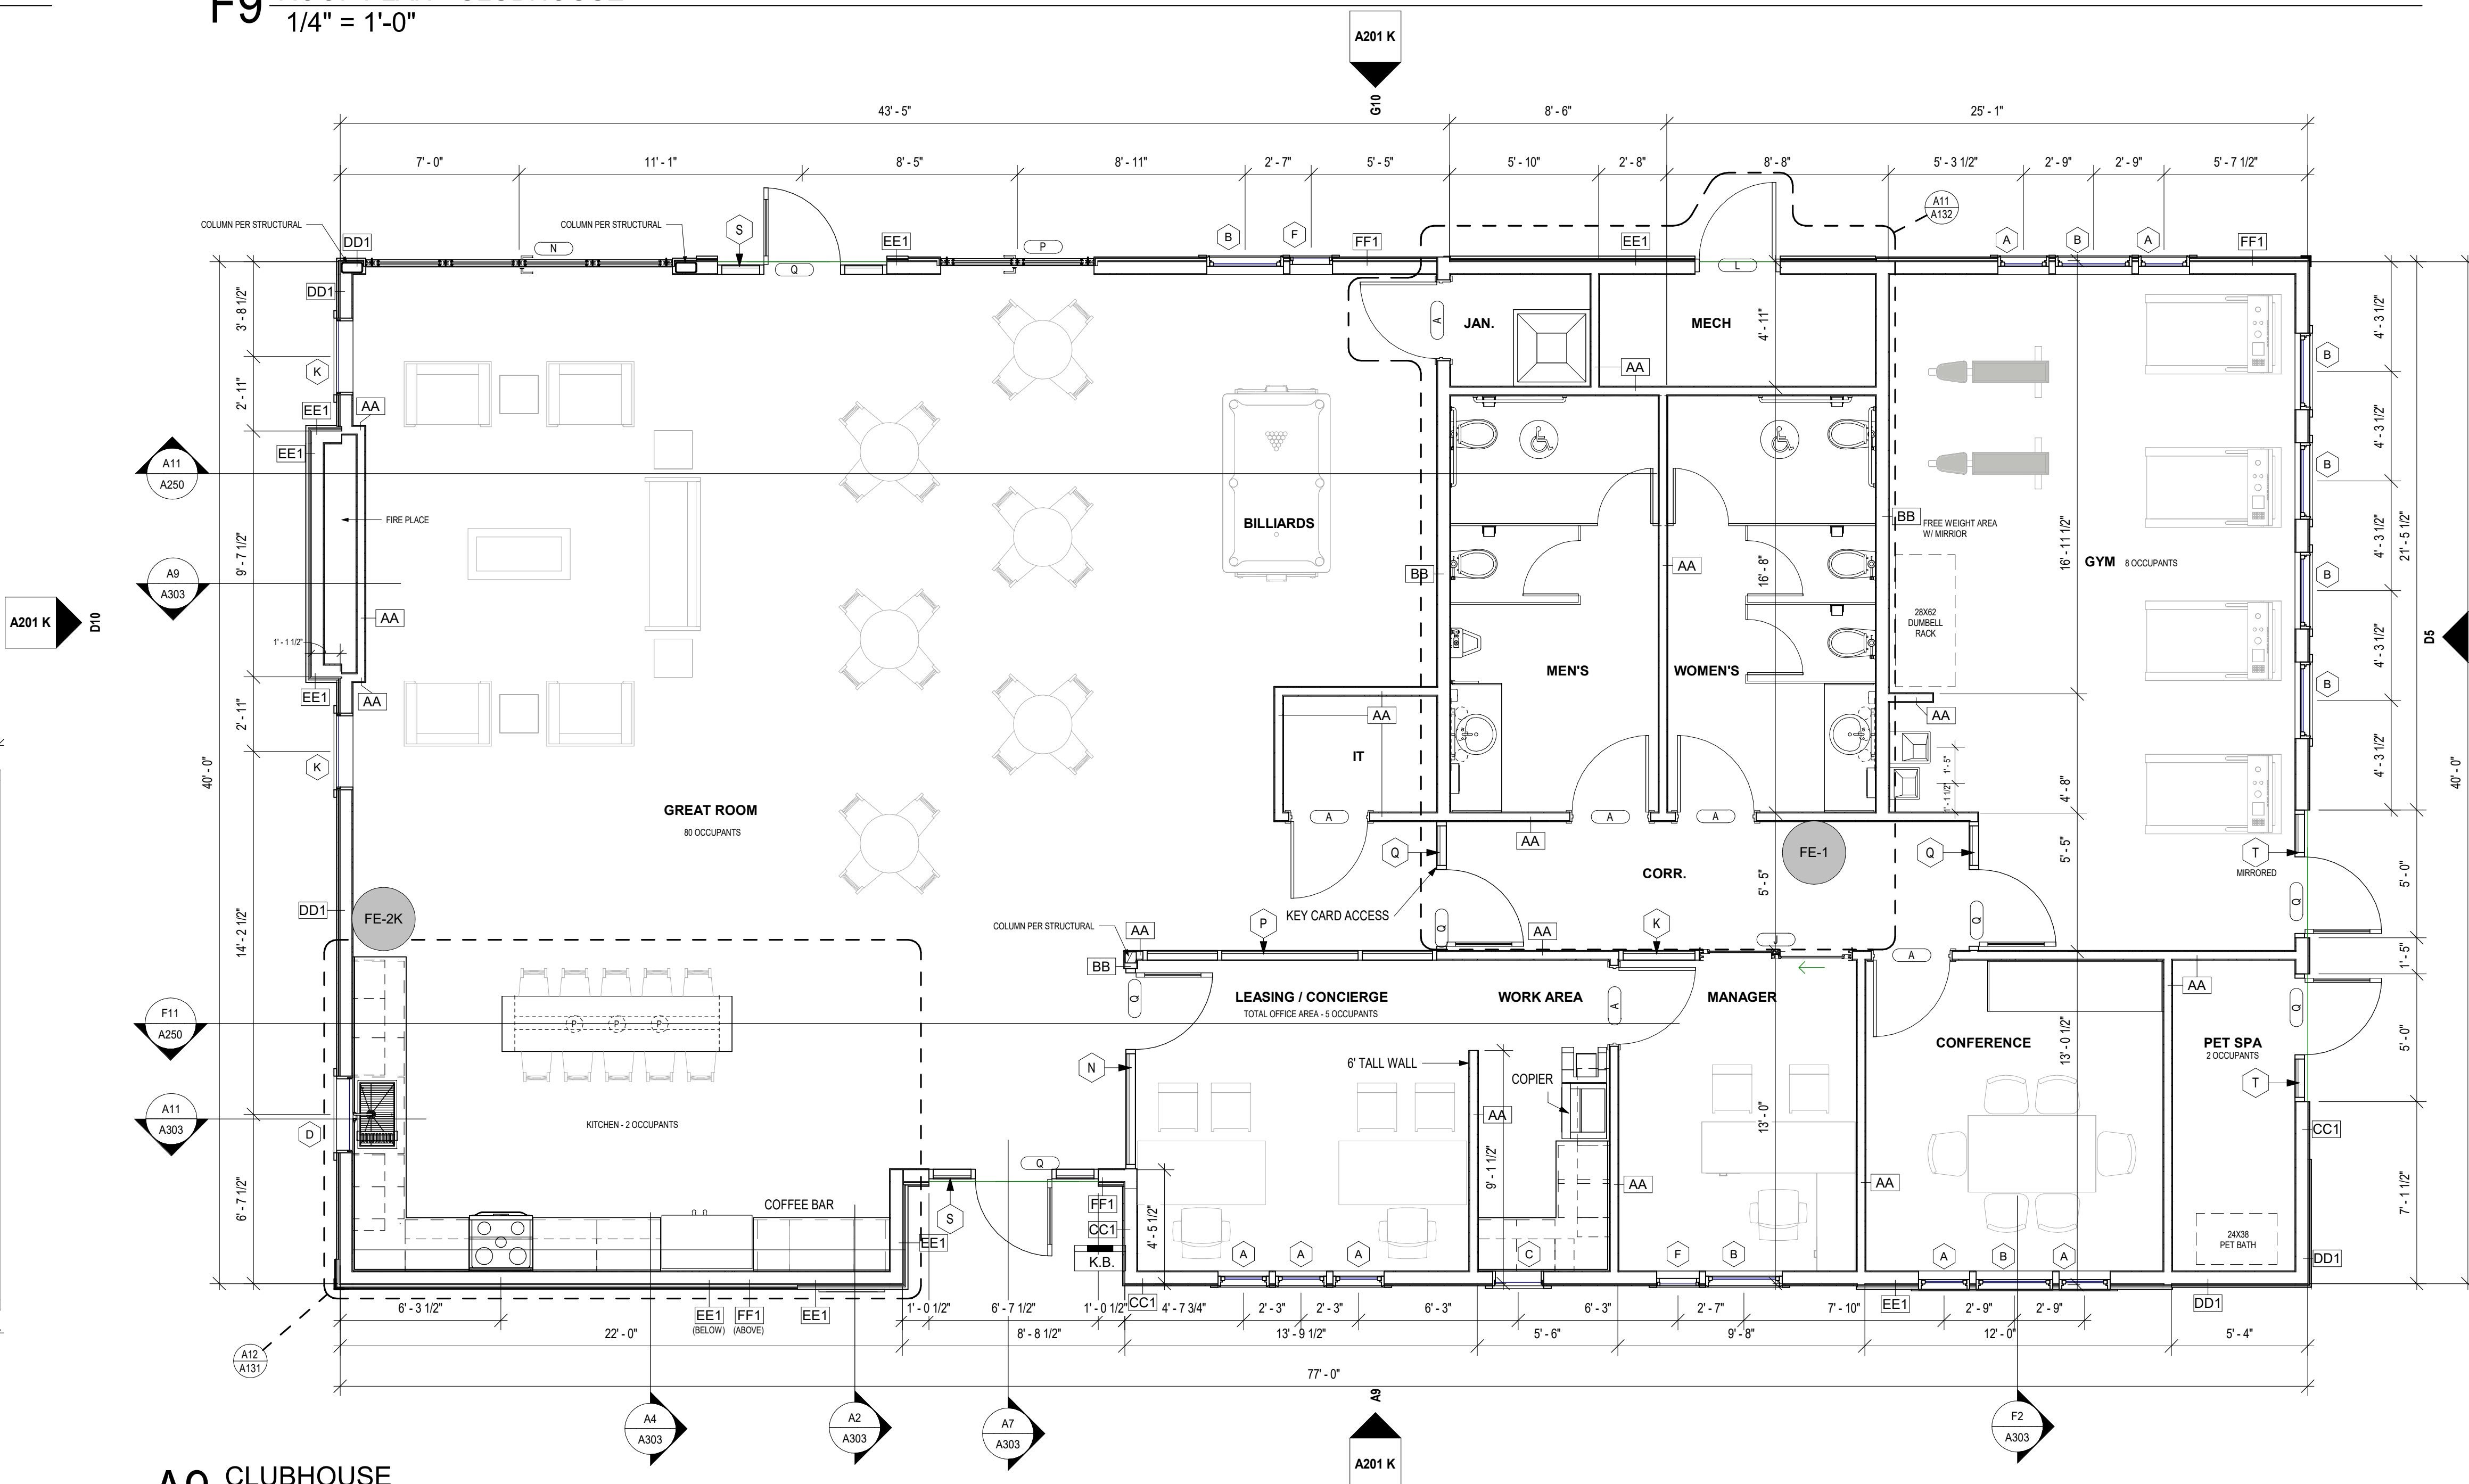 F9
1/4" = 1'-0"
A201 K
G10
43' - 5"
8' - 6"
25' - 1"
7' - 0"
11' - 1"
8' - 5"
8' - 11"
2' - 7"
5' - 5"
5' - 10"
2' - 8"
8' - 8"
5' - 3 1/2"
2' - 9"
2' - 9"
5' - 7 1/2"
A11
A132
COLUMN PER STRUCTURAL
COLUMN PER STRUCTURAL
DD1
N
S
Q
EE1
P
B
F
FF1
EE1
L
A
B
A
FF1
DD1
3' - 8 1/2"
K
2' - 11"
EE1
AA
EE1
A11
A250
FIRE PLACE
9' - 7 1/2"
A9
A303
A201 K
D10
AA
1' - 1 1/2"
EE1
AA
2' - 11"
K
40' - 0"
A
JAN.
MECH
4' - 11"
AA
BILLIARDS
BB
AA
16' - 8"
MEN'S
WOMEN'S
BB
FREE WEIGHT AREA
W/ MIRRIOR
16' - 11 1/2"
GYM 8 OCCUPANTS
28X62
DUMBELL
RACK
AA
1' - 5"
1' - 1 1/2"
4' - 8"
B
B
B
B
4' - 3 1/2"
4' - 3 1/2"
4' - 3 1/2"
4' - 3 1/2"
4' - 3 1/2"
21' - 5 1/2"
40' - 0"
D5
AA
IT
A
GREAT ROOM
80 OCCUPANTS
A
A
AA
Q
FE-1
Q
T
MIRRORED
CORR.
5' - 5"
5' - 5"
5' - 0"
Q
KEY CARD ACCESS
Q
Q
DD1
FE-2K
14' - 2 1/2"
COLUMN PER STRUCTURAL
AA
P
AA
K
J
A
1' - 5"
BB
Q
LEASING / CONCIERGE
TOTAL OFFICE AREA - 5 OCCUPANTS
WORK AREA
A
MANAGER
AA
Q
F11
A250
P
P
P
CONFERENCE
13' - 0 1/2"
PET SPA
2 OCCUPANTS
5' - 0"
N
6' TALL WALL
COPIER
T
A11
A303
D
KITCHEN - 2 OCCUPANTS
AA
13' - 0"
CC1
Q
9' - 1 1/2"
AA
AA
6' - 7 1/2"
7' - 1 1/2"
COFFEE BAR
EE1
S
FF1
CC1
K.B.
4' - 5 1/2"
A
A
A
C
F
B
A
B
A
24X38
PET BATH
DD1
6' - 3 1/2"
EE1
(BELOW)
FF1
(ABOVE)
EE1
1' - 0 1/2"
6' - 7 1/2"
1' - 0 1/2"
CC1
4' - 7 3/4"
2' - 3"
2' - 3"
6' - 3"
6' - 3"
2' - 7"
7' - 10"
EE1
2' - 9"
2' - 9"
DD1
22' - 0"
8' - 8 1/2"
13' - 9 1/2"
5' - 6"
9' - 8"
12' - 0"
5' - 4"
A12
A131
77' - 0"
A4
A303
A2
A303
A7
A303
A9
A201 K
F2
A303
CLUBHOUSE